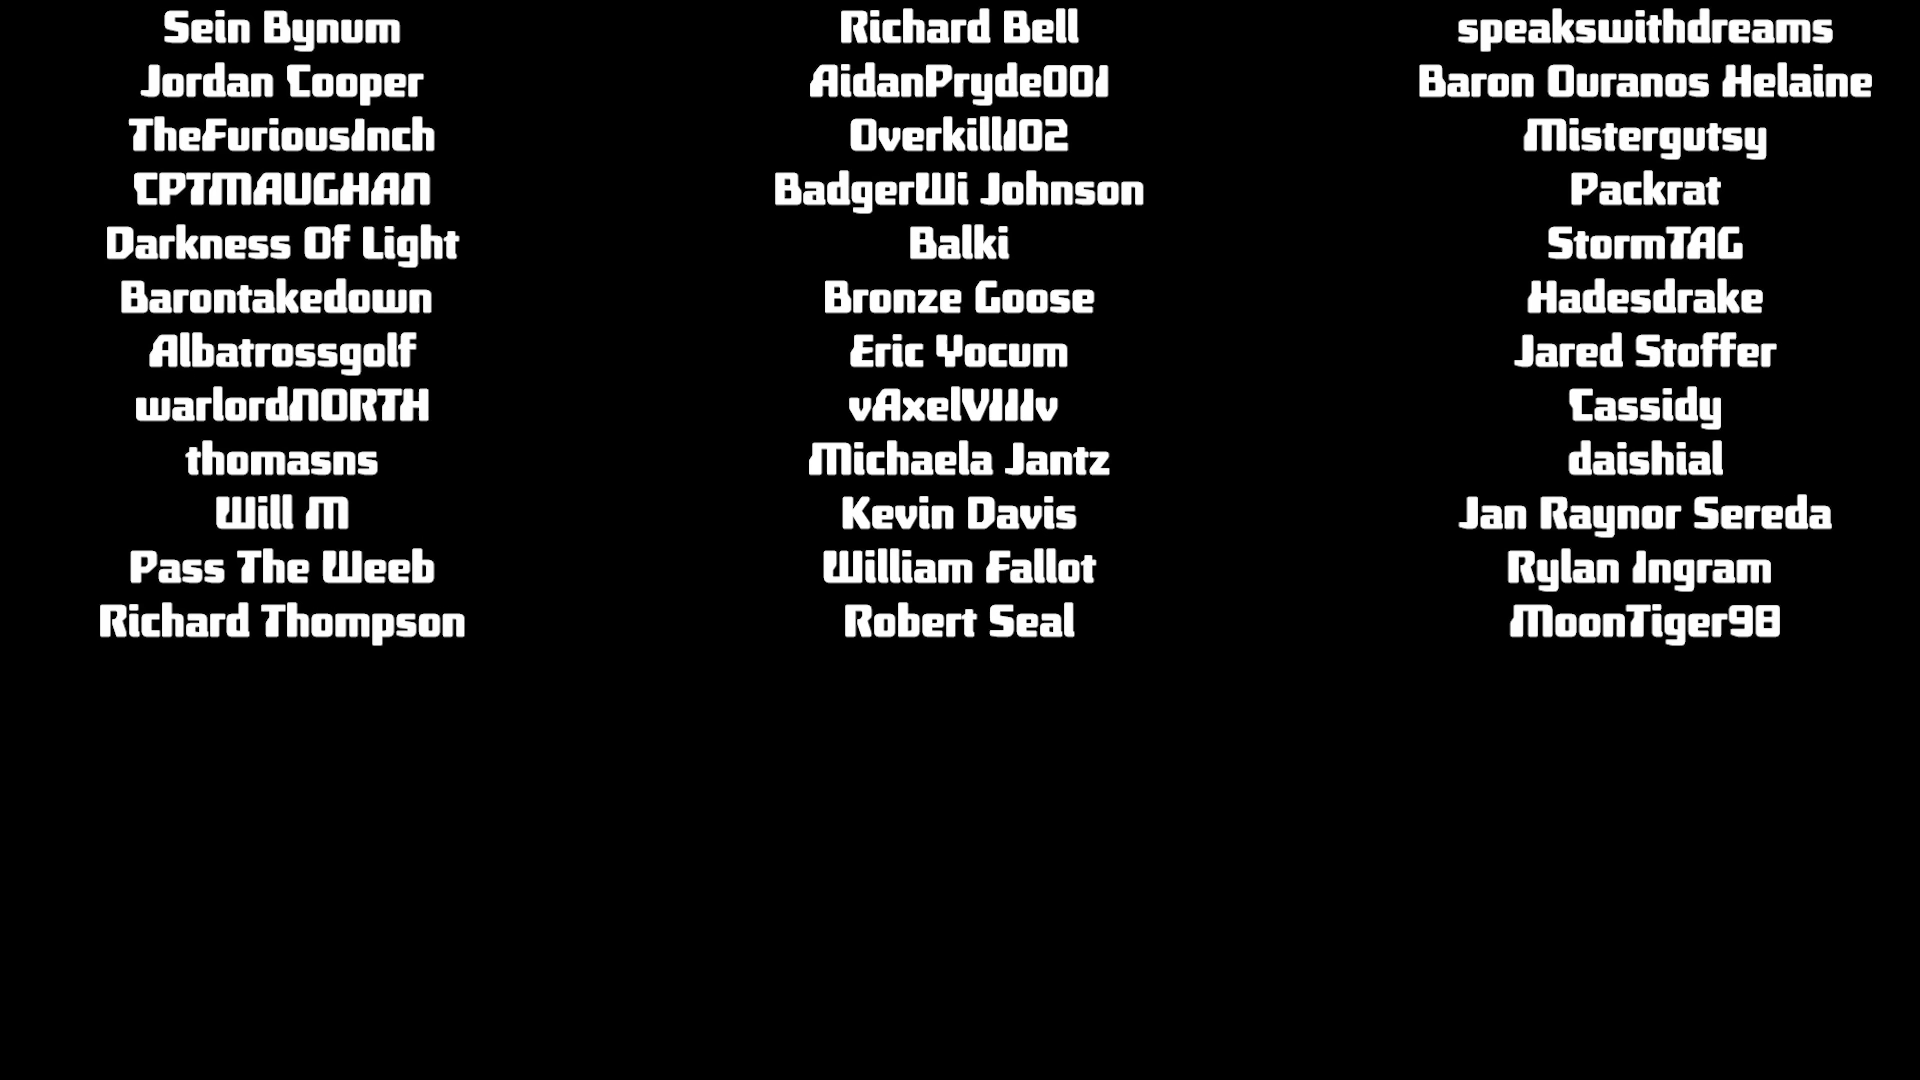 Sein Bynum
Jordan Cooper
TheFuriousInch
CPTMAUGHAN
Darkness Of Light
Barontakedown
Albatrossgolf
warlordNORTH
thomasns
Will M
Pass The Weeb
Richard Thompson
Richard Bell
AidanPryde001
Overkill102
BadgerWi Johnson
Balki
Bronze Goose
Eric Yocum
vAxelVIIIv
Michaela Jantz
Kevin Davis
William Fallot
Robert Seal
speakswithdreams
Baron Ouranos Helaine
Mistergutsy
Packrat
StormTAG
Hadesdrake
Jared Stoffer
Cassidy
daishial
Jan Raynor Sereda
Rylan Ingram
MoonTiger98